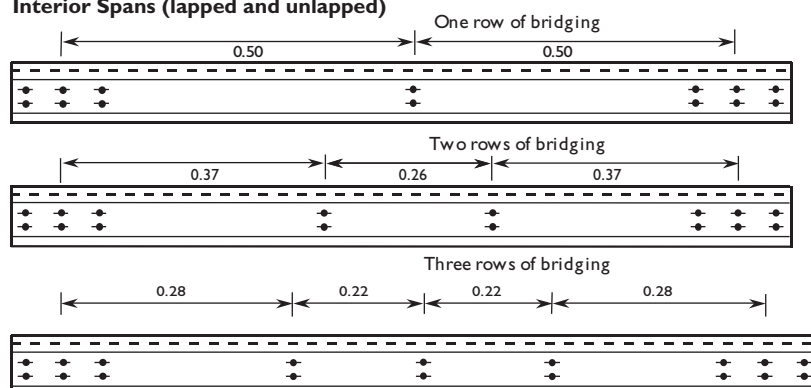 Interior Spans (lapped and unlapped)
One row of bridging
0.50 0.50
Two rows of bridging
0.37 0.26 0.37
Three rows of bridging
0.28 0.22 0.22 0.28